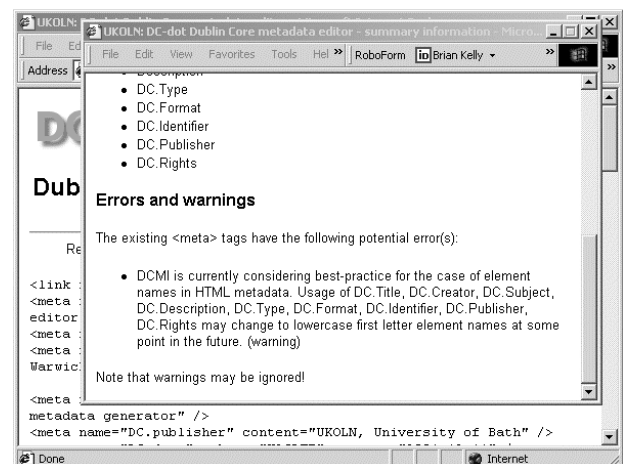 UKOLN: DC-dot Dublin Core metadata editor - summary information - Micro...
File Edit View Favorites Tools Hel » RoboForm Brian Kelly »
File Ed
Address »
DC
Dub
Re
• DC.Type
• DC.Format
• DC.Identifier
• DC.Publisher
• DC.Rights
Errors and warnings
The existing <meta> tags have the following potential error(s):
• DCMI is currently considering best-practice for the case of element
names in HTML metadata. Usage of DC.Title, DC.Creator, DC.Subject,
DC.Description, DC.Type, DC.Format, DC.Identifier, DC.Publisher,
DC.Rights may change to lowercase first letter element names at some
point in the future. (warning)
Note that warnings may be ignored!
<link
<meta
editor
<meta
<meta
Warwic
<meta
metadata generator" />
<meta name="DC.publisher" content="UKOLN, University of Bath" />
Done Internet